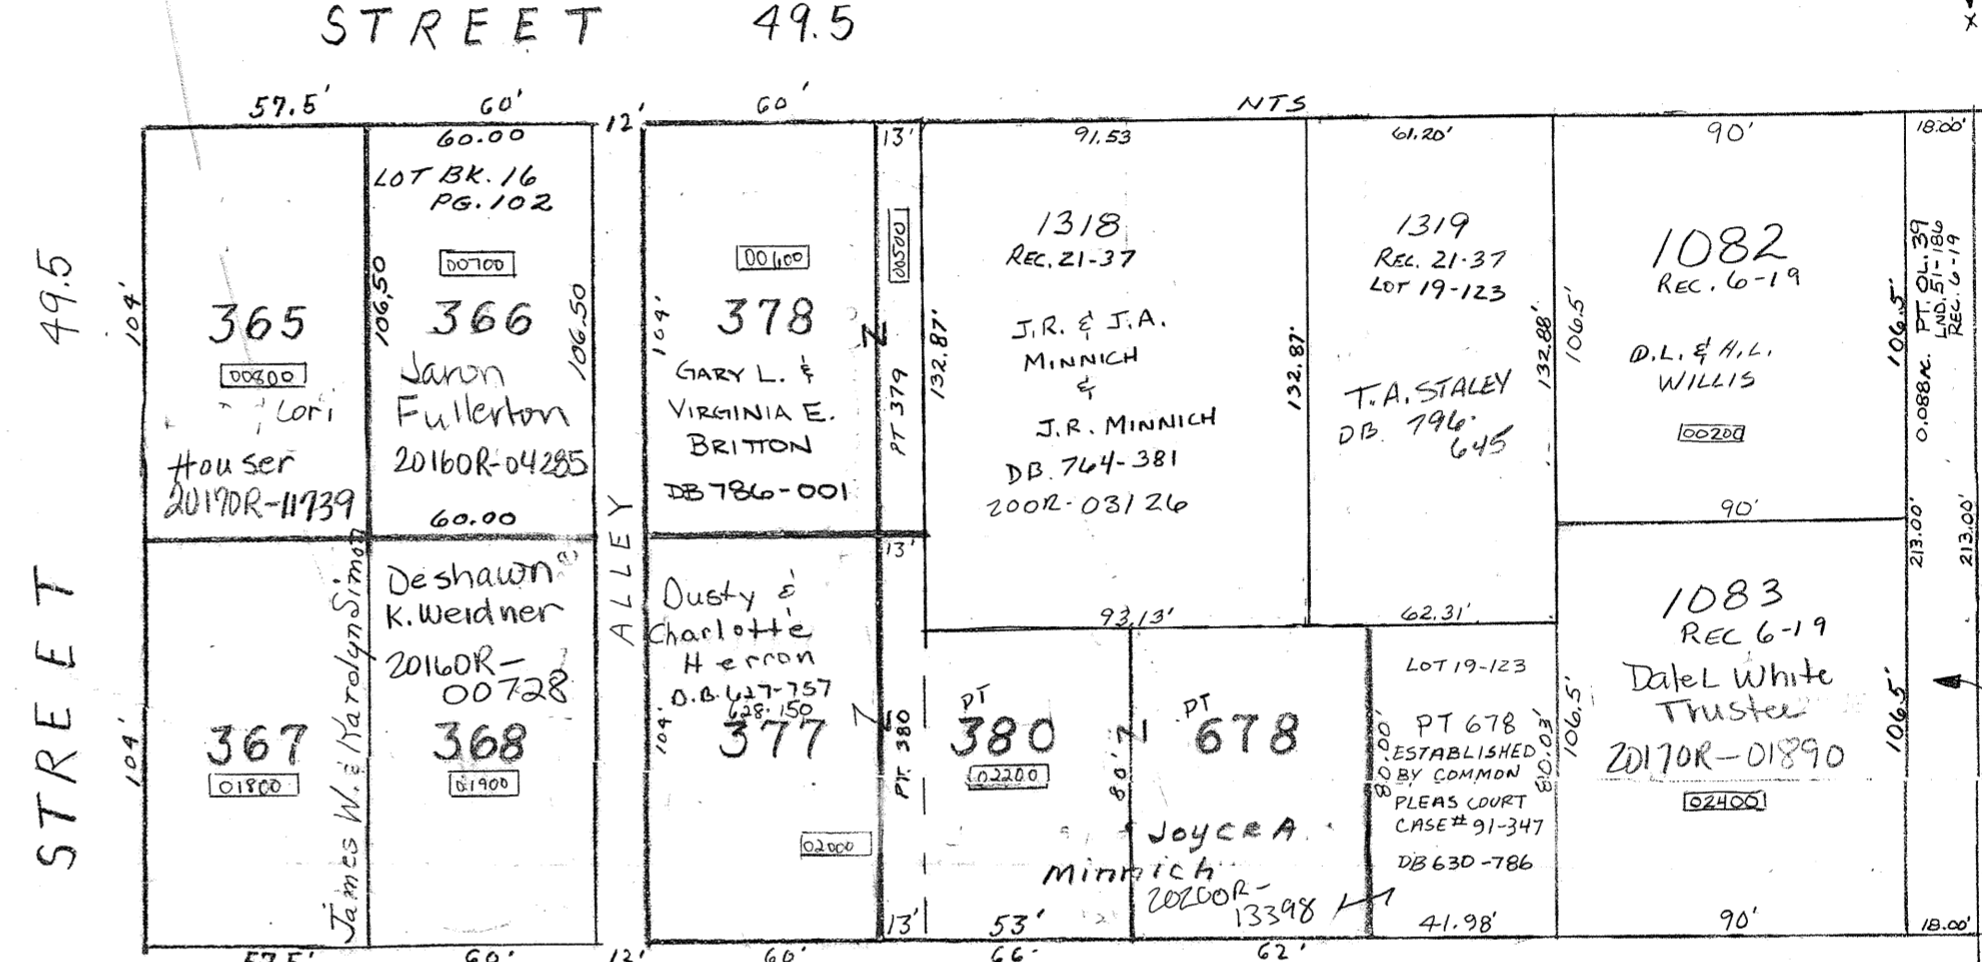 STREET 49.5
57.5'
60'
12'
60'
NTS
60.00
LOT BK. 16
PG. 102
00700
106.50
366
106.50
Jaron
Fullerton
2016OR-04285
60.00
49.5
104'
365
00800
Lori
Houser
2017OR-11739
00600
104'
378
GARY L. &
VIRGINIA E.
BRITTON
DB 786-001
13'
00500
PT 379
13'
91.53
132.87'
1318
REC. 21-37
J.R. & J.A.
MINNICH
&
J.R. MINNICH
DB. 764-381
200R-03126
132.87'
93.13'
61.20'
1319
REC. 21-37
LOT 19-123
T.A. STALEY
DB. 796-
645
132.88'
62.31'
90'
1082
REC. 6-19
106.5'
D.L. & H.L.
WILLIS
00200
106.5'
90'
18.00'
0.088AC. PT. OL. 39
LND. 51-186
REC. 6-19
213.00'
213.00'
STREET
104'
367
01800
James W. & Karolyn Simon
Deshawn
K. Weidner
2016OR-
00728
368
01900
ALLEY
Dusty &
Charlotte
Herron
D.B. 627-757
628-150
104'
377
02000
PT. 380
13'
PT
380
02200
80'
53'
PT
678
Joyce A.
Minnich
2020OR-
13398
LOT 19-123
PT 678
ESTABLISHED
BY COMMON
PLEAS COURT
CASE# 91-347
DB 630-786
80.00'
80.03'
41.98'
1083
REC 6-19
Dale L White
Trustee
2017OR-01890
02400
106.5'
106.5'
90'
18.00'
57.5'
60'
12'
60'
66'
62'